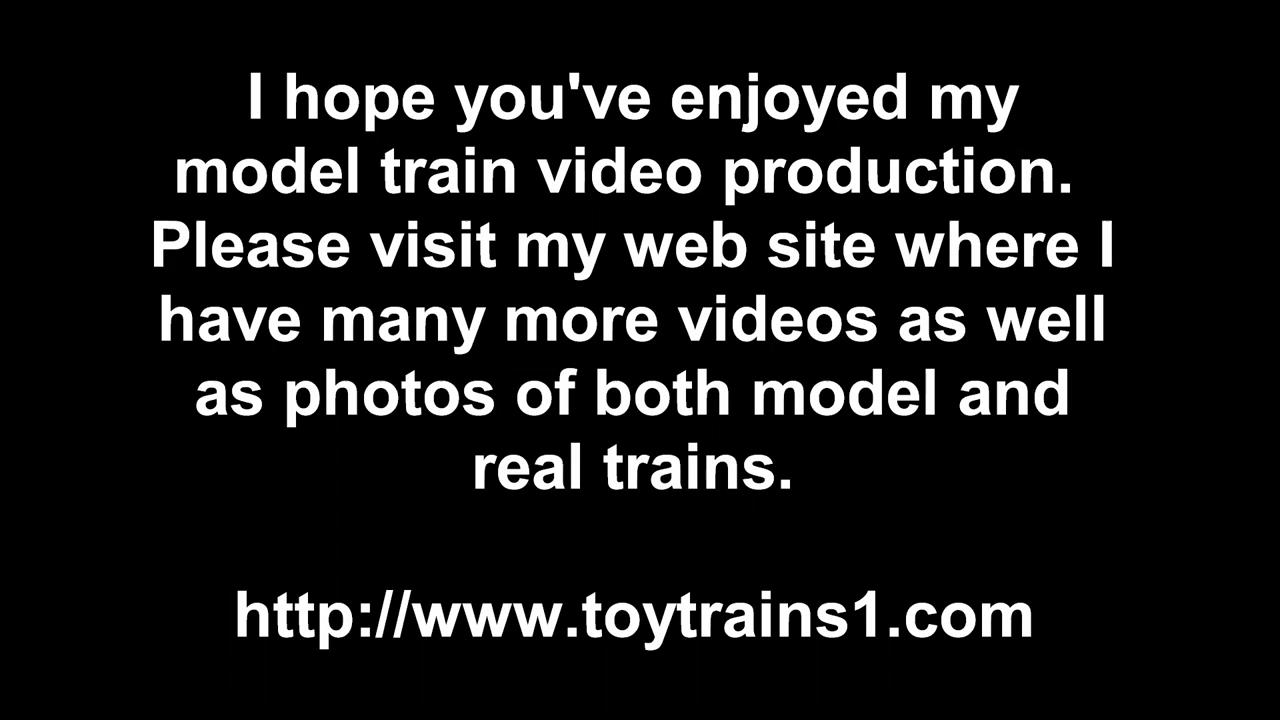 I hope you've enjoyed my
model train video production.
Please visit my web site where I
have many more videos as well
as photos of both model and
real trains.
http://www.toytrains1.com